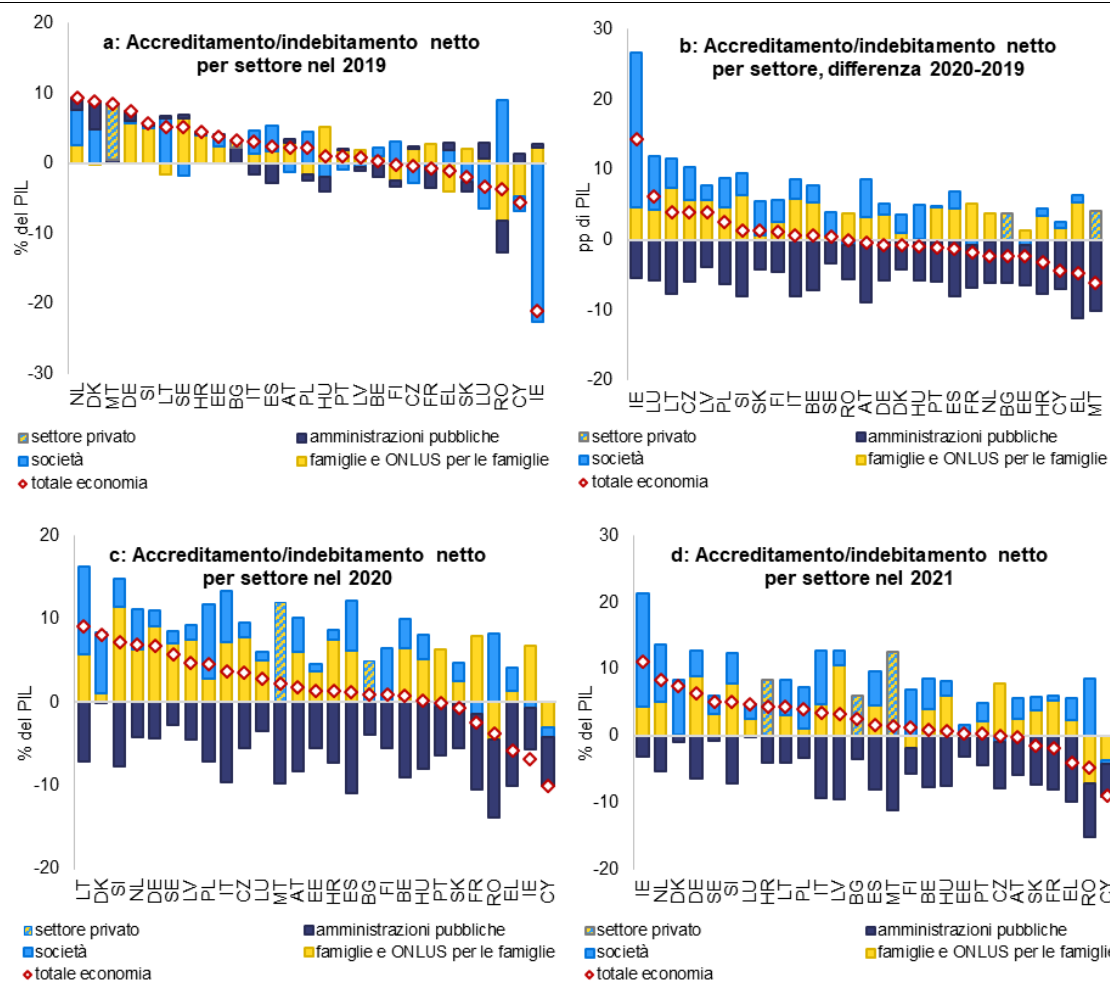 a: Accreditamento/indebitamento netto
per settore nel 2019
% del PIL
20
10
0
-10
-20
-30
NL DK MT DE SI LT SE HR EE BG IT ES AT PL HU PT LV BE FI CZ FR EL SK LU RO CY IE
settore privato
amministrazioni pubbliche
società
famiglie e ONLUS per le famiglie
totale economia
b: Accreditamento/indebitamento netto
per settore, differenza 2020-2019
pp di PIL
30
20
10
0
-10
-20
IE LU LT CZ LV PL SI SK FI IT BE SE RO AT DE DK HU PT ES FR NL BG EE HR CY EL MT
settore privato
amministrazioni pubbliche
società
famiglie e ONLUS per le famiglie
totale economia
c: Accreditamento/indebitamento netto
per settore nel 2020
% del PIL
20
10
0
-10
-20
LT DK SI NL DE SE LV PL IT CZ LU MT AT EE HR ES BG FI BE HU PT SK FR RO EL IE CY
settore privato
amministrazioni pubbliche
società
famiglie e ONLUS per le famiglie
totale economia
d: Accreditamento/indebitamento netto
per settore nel 2021
% del PIL
30
20
10
0
-10
-20
IE NL DK DE SE SI LU HR LT PL IT LV BG ES MT FI BE HU EE PT CZ AT SK FR EL RO CY
settore privato
amministrazioni pubbliche
società
famiglie e ONLUS per le famiglie
totale economia